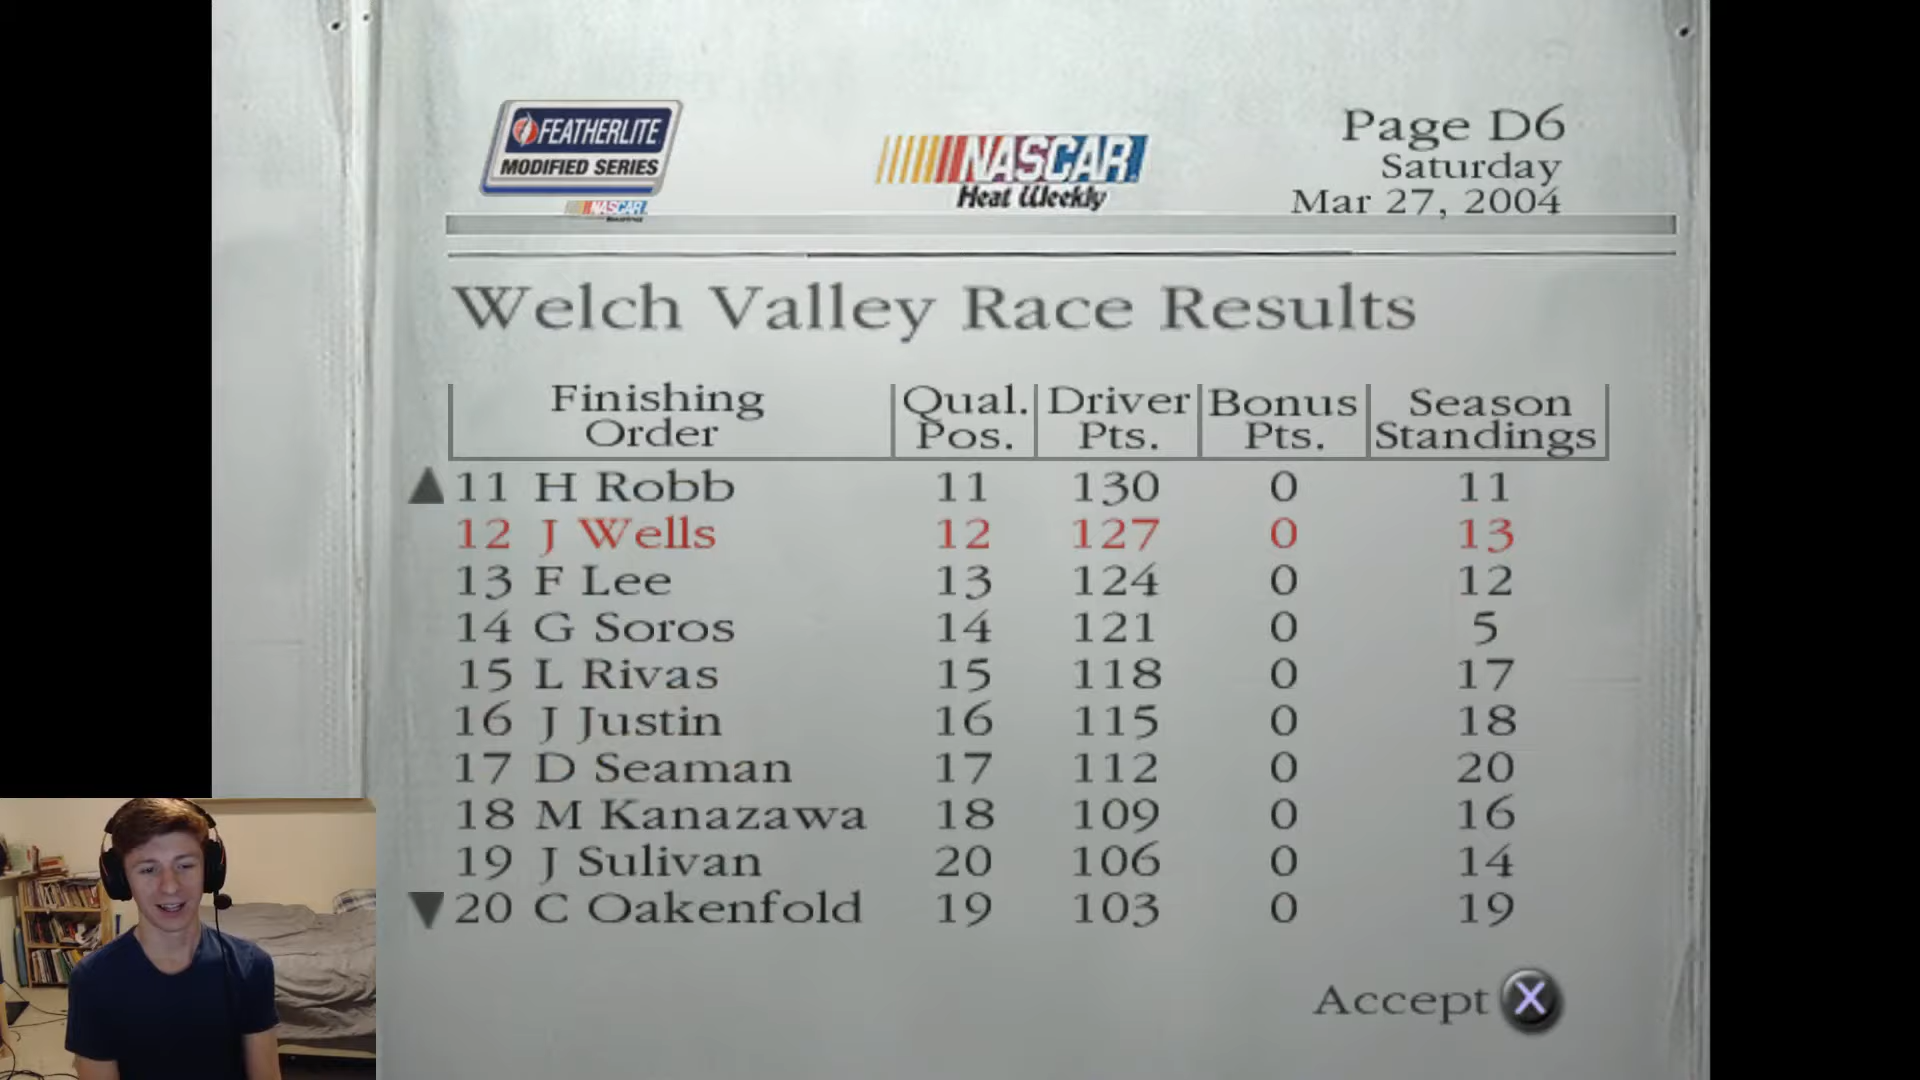 FEATHERLITE
MODIFIED SERIES
NASCAR
NASCAR
Heat Weekly
Page D6
Saturday
Mar 27, 2004
Welch Valley Race Results
Finishing Order Qual. Pos. Driver Pts. Bonus Pts. Season Standings
11 H Robb 11 130 0 11
12 J Wells 12 127 0 13
13 F Lee 13 124 0 12
14 G Soros 14 121 0 5
15 L Rivas 15 118 0 17
16 J Justin 16 115 0 18
17 D Seaman 17 112 0 20
18 M Kanazawa 18 109 0 16
19 J Sulivan 20 106 0 14
20 C Oakenfold 19 103 0 19
Accept X